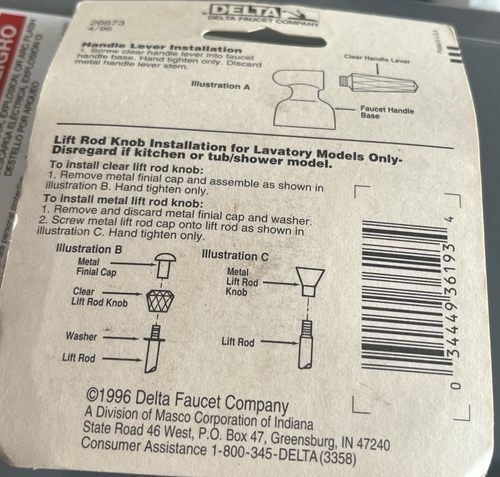 DELTA
DELTA FAUCET COMPANY
26673
4/96
Handle Lever Installation
1. Screw clear handle lever into faucet
handle base. Hand tighten only. Discard
metal handle lever stem.
Clear Handle Lever
Illustration A
Faucet Handle
Base
Lift Rod Knob Installation for Lavatory Models Only-
Disregard if kitchen or tub/shower model.
To install clear lift rod knob:
1. Remove metal finial cap and assemble as shown in
illustration B. Hand tighten only.
To install metal lift rod knob:
1. Remove and discard metal finial cap and washer.
2. Screw metal lift rod cap onto lift rod as shown in
illustration C. Hand tighten only.
Illustration B
Metal
Finial Cap
Clear
Lift Rod Knob
Washer
Lift Rod
Illustration C
Metal
Lift Rod
Knob
Lift Rod
0 34449 36193 4
©1996 Delta Faucet Company
A Division of Masco Corporation of Indiana
State Road 46 West, P.O. Box 47, Greensburg, IN 47240
Consumer Assistance 1-800-345-DELTA (3358)